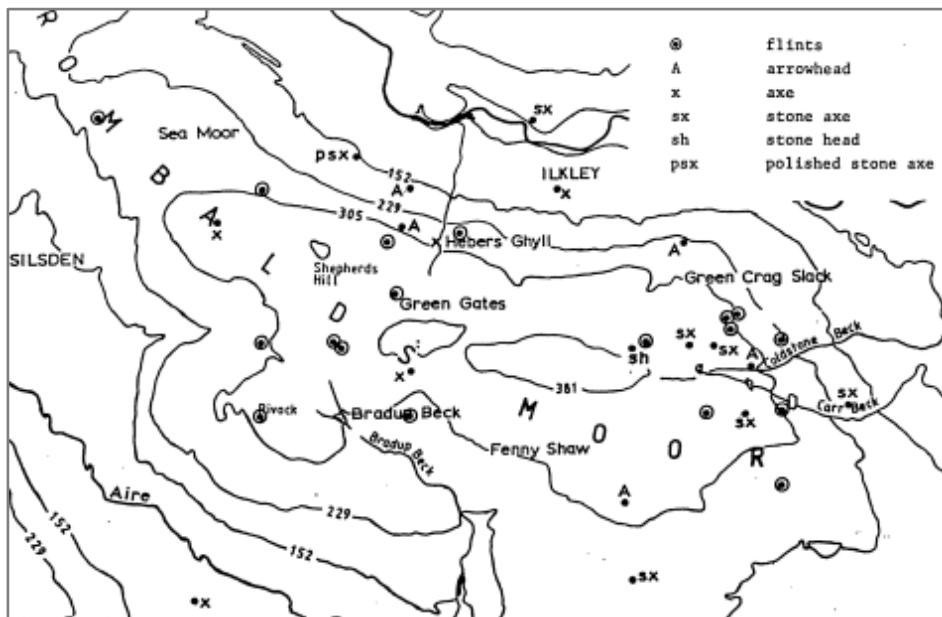 R
O
M
B
A
L
D
M
O
O
R
flints
A arrowhead
x axe
sx stone axe
sh stone head
psx polished stone axe
sx
Sea Moor
psx
152
ILKLEY
A
x
229
305
A
x
A
Hebers' Ghyll
A
SILSDEN
Shepherds
Hill
Green Crag Slack
Green Gates
sx
sx
sh
A
Coldstone Beck
x
381
sx
Carr Beck
Rivock
Bradup Beck
sx
Bradup Beck
Fenny Shaw
Aire
A
229
152
152
229
sx
x